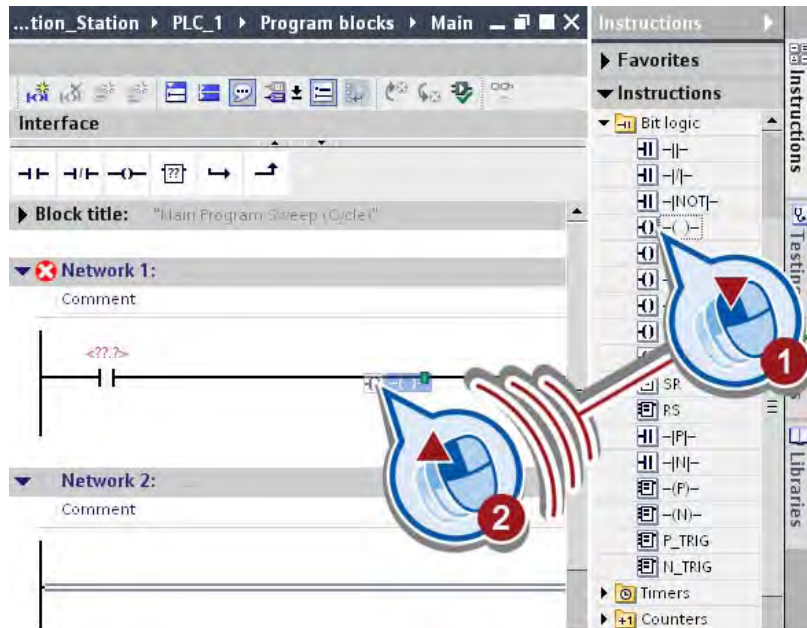 ...tion_Station ▸ PLC_1 ▸ Program blocks ▸ Main
Interface
??
Block title: "Main Program Sweep (Cycle)"
Network 1:
Comment
<??.?>
-( )-
2
Network 2:
Comment
Instructions
Favorites
Instructions
Bit logic
-||-
-|/|-
-|NOT|-
-( )-
1
SR
RS
-|P|-
-|N|-
-(P)-
-(N)-
P_TRIG
N_TRIG
Timers
Counters
Instructions
Libraries